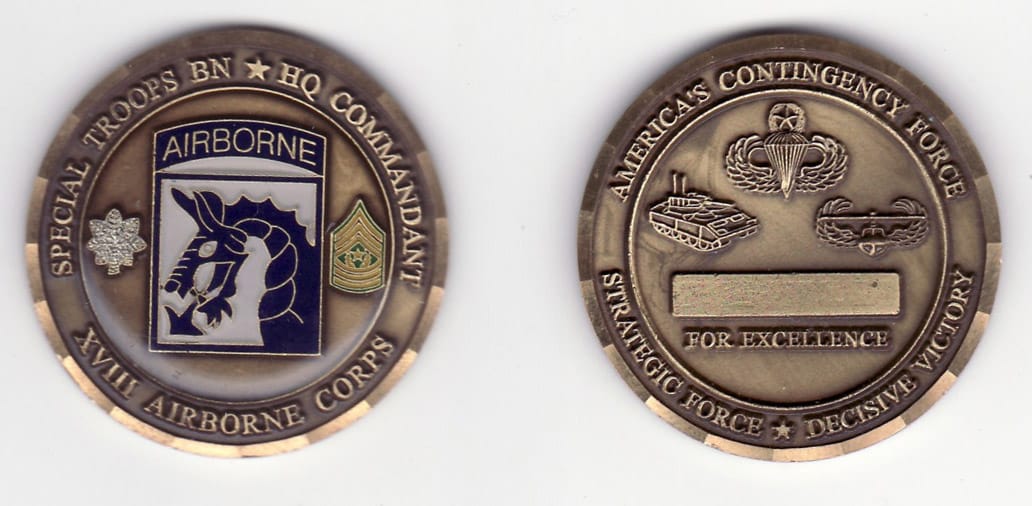 SPECIAL TROOPS BN ★ HQ COMMANDANT
AIRBORNE
XVIII AIRBORNE CORPS
AMERICA'S CONTINGENCY FORCE
FOR EXCELLENCE
STRATEGIC FORCE ★ DECISIVE VICTORY